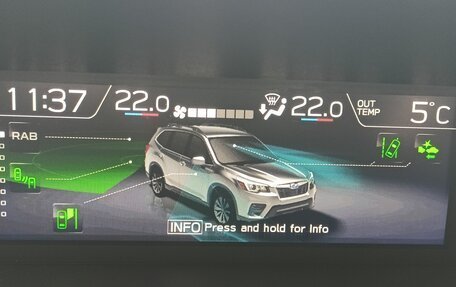 11:37 22.0 22.0 OUT TEMP 5°C
RAB
INFO Press and hold for Info